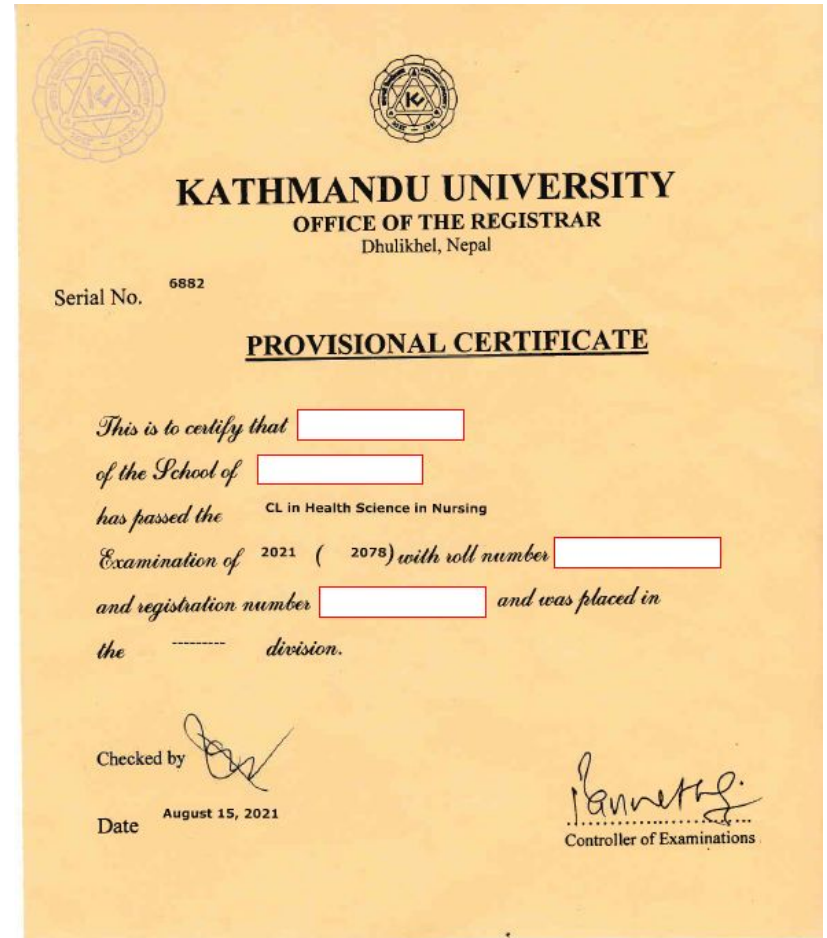 KATHMANDU UNIVERSITY
OFFICE OF THE REGISTRAR
Dhulikhel, Nepal
Serial No. 6882
PROVISIONAL CERTIFICATE
This is to certify that
of the School of
has passed the CL in Health Science in Nursing
Examination of 2021 ( 2078) with roll number
and registration number and was placed in
the --------- division.
Checked by
Date August 15, 2021
Controller of Examinations